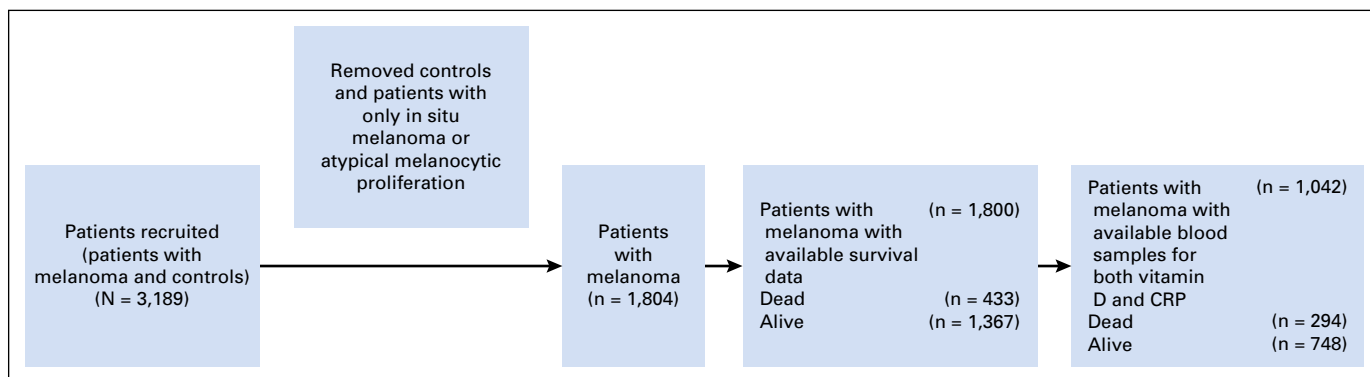 Patients recruited
(patients with
melanoma and controls)
(N = 3,189)
Removed controls
and patients with
only in situ
melanoma or
atypical melanocytic
proliferation
Patients
with
melanoma
(n = 1,804)
Patients with (n = 1,800)
melanoma with
available survival
data
Dead (n = 433)
Alive (n = 1,367)
Patients with (n = 1,042)
melanoma with
available blood
samples for
both vitamin
D and CRP
Dead (n = 294)
Alive (n = 748)